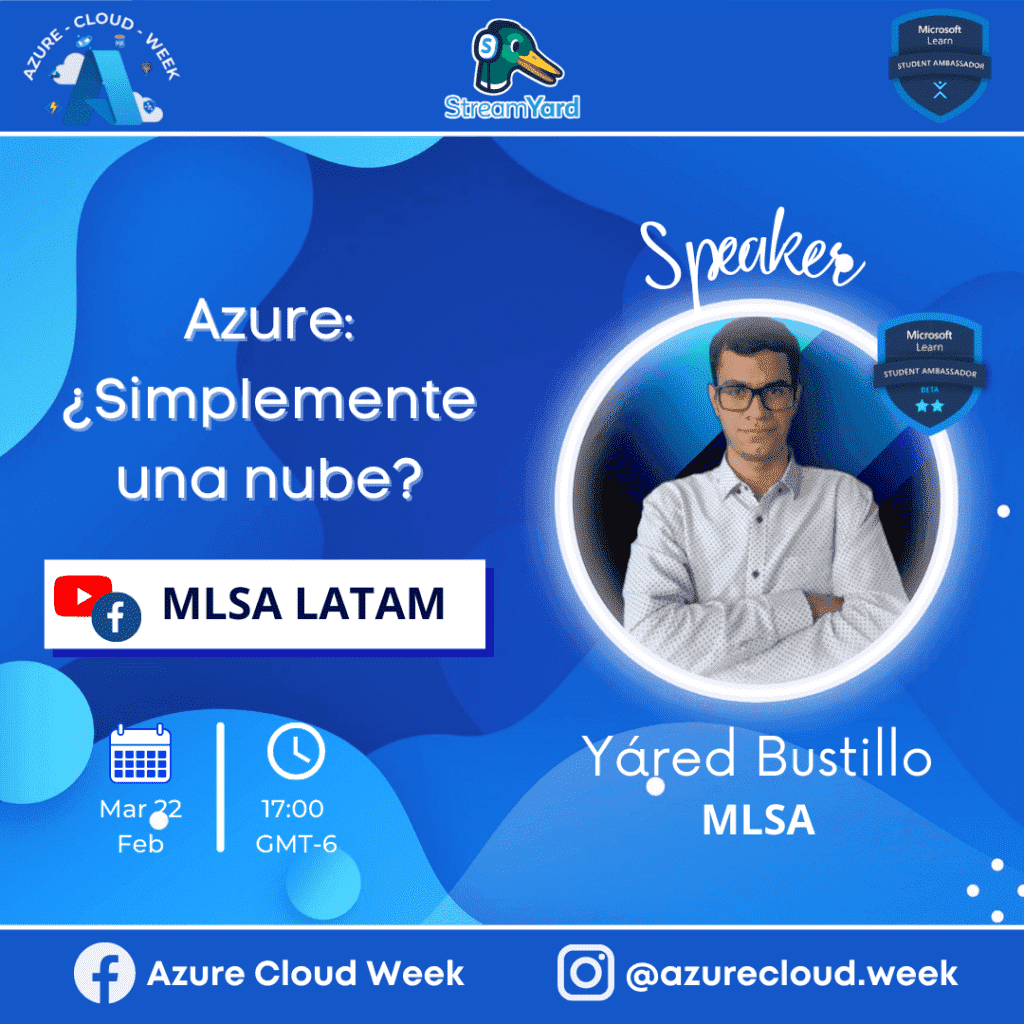 AZURE - CLOUD - WEEK
S
StreamYard
Microsoft
Learn
STUDENT AMBASSADOR
Speaker
Azure:
¿Simplemente
una nube?
Microsoft
Learn
STUDENT AMBASSADOR
BETA
MLSA LATAM
Mar 22
Feb
17:00
GMT-6
Yáred Bustillo
MLSA
Azure Cloud Week
@azurecloud.week